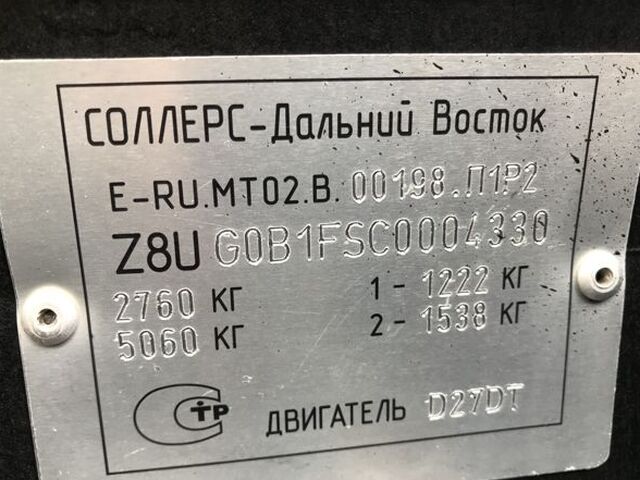 СОЛЛЕРС-Дальний Восток
E-RU.MT02.B. 00198.П1Р2
Z8U G0B1FSC0004330
2760 КГ 1 - 1222 КГ
5060 КГ 2 - 1538 КГ
СТР ДВИГАТЕЛЬ D27DT